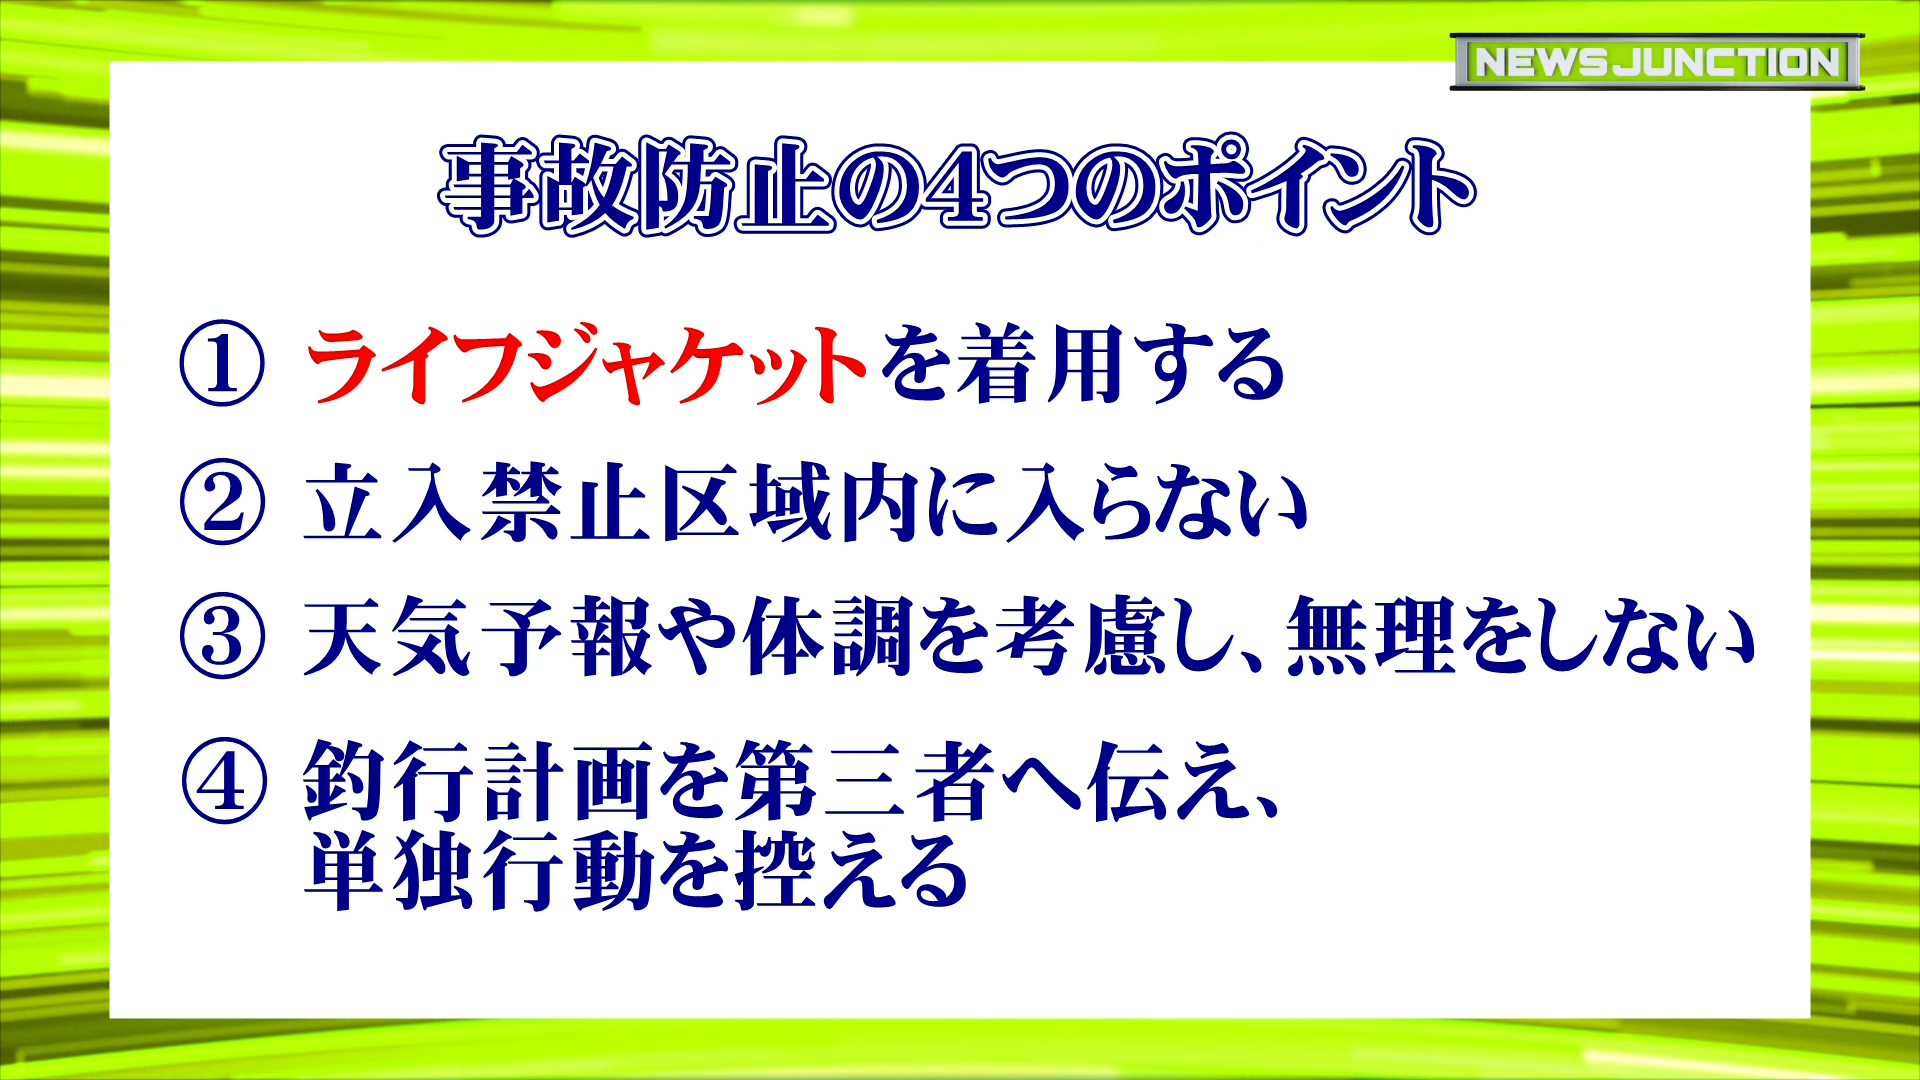 NEWS JUNCTION
事故防止の4つのポイント
① ライフジャケットを着用する
② 立入禁止区域内に入らない
③ 天気予報や体調を考慮し、無理をしない
④ 釣行計画を第三者へ伝え、
単独行動を控える